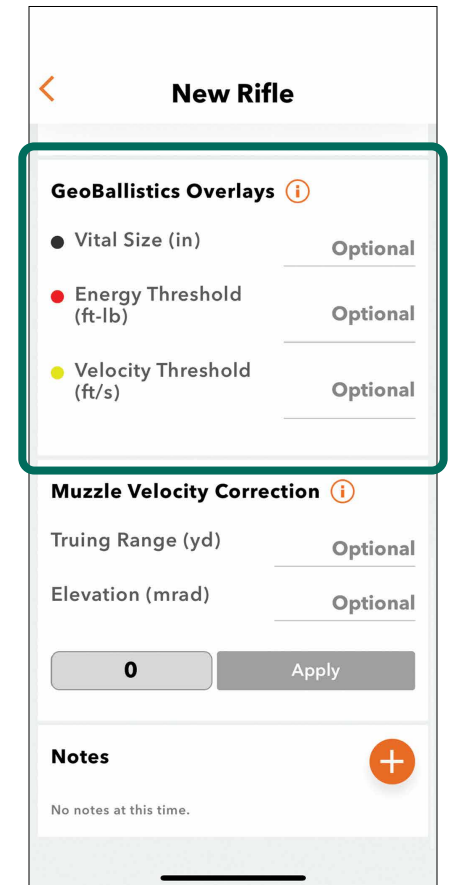 New Rifle
GeoBallistics Overlays
Vital Size (in)
Optional
Energy Threshold
(ft-lb)
Optional
Velocity Threshold
(ft/s)
Optional
Muzzle Velocity Correction
Truing Range (yd)
Optional
Elevation (mrad)
Optional
0
Apply
Notes
No notes at this time.